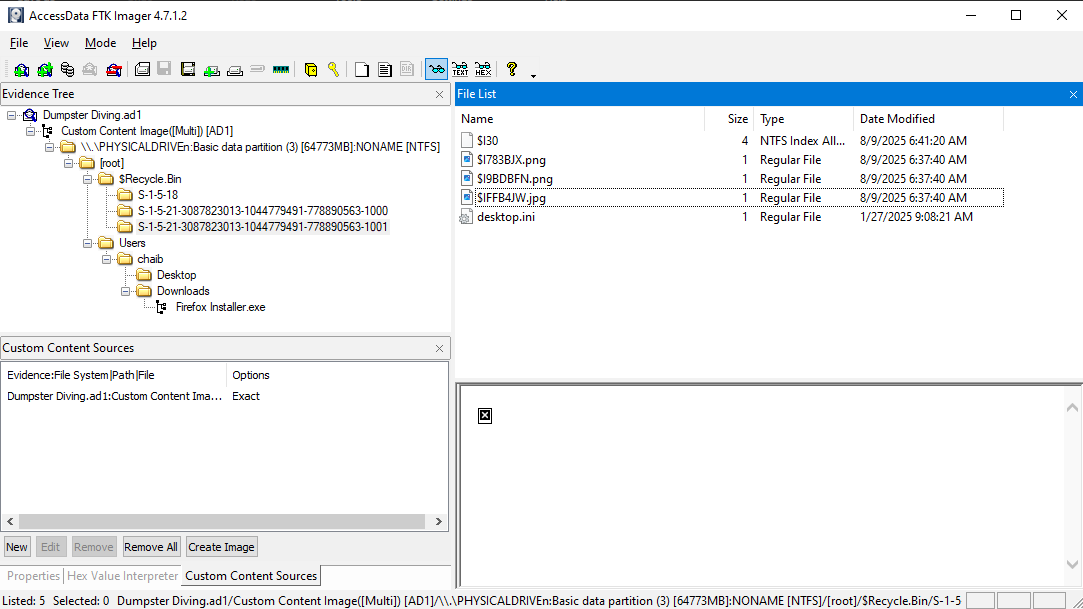 AccessData FTK Imager 4.7.1.2
File View Mode Help
TEXT HEX
Evidence Tree
Dumpster Diving.ad1
Custom Content Image([Multi]) [AD1]
\\.\PHYSICALDRIVEn:Basic data partition (3) [64773MB]:NONAME [NTFS]
[root]
$Recycle.Bin
S-1-5-18
S-1-5-21-3087823013-1044779491-778890563-1000
S-1-5-21-3087823013-1044779491-778890563-1001
Users
chaib
Desktop
Downloads
Firefox Installer.exe
Custom Content Sources
Evidence:File System|Path|File Options
Dumpster Diving.ad1:Custom Content Ima... Exact
New Edit Remove Remove All Create Image
Properties Hex Value Interpreter Custom Content Sources
File List
Name Size Type Date Modified
$I30 4 NTFS Index All... 8/9/2025 6:41:20 AM
$I783BJX.png 1 Regular File 8/9/2025 6:37:40 AM
$I9BDBFN.png 1 Regular File 8/9/2025 6:37:40 AM
$IFFB4JW.jpg 1 Regular File 8/9/2025 6:37:40 AM
desktop.ini 1 Regular File 1/27/2025 9:08:21 AM
Listed: 5 Selected: 0 Dumpster Diving.ad1/Custom Content Image([Multi]) [AD1]/\\.\PHYSICALDRIVEn:Basic data partition (3) [64773MB]:NONAME [NTFS]/[root]/$Recycle.Bin/S-1-5